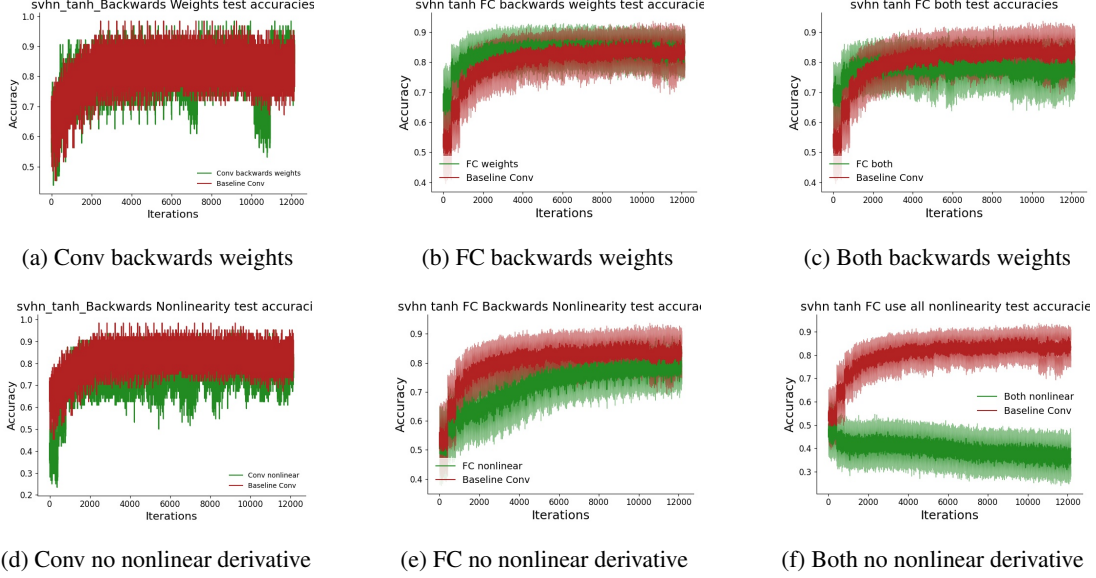 svhn_tanh_Backwards Weights test accuracies
1.0
0.9
0.8
0.7
0.6
0.5
Accuracy
Conv backwards weights
Baseline Conv
0 2000 4000 6000 8000 10000 12000
Iterations
(a) Conv backwards weights
svhn tanh FC backwards weights test accuracie
0.9
0.8
0.7
0.6
0.5
0.4
Accuracy
FC weights
Baseline Conv
0 2000 4000 6000 8000 10000 12000
Iterations
(b) FC backwards weights
svhn tanh FC both test accuracies
0.9
0.8
0.7
0.6
0.5
0.4
Accuracy
FC both
Baseline Conv
0 2000 4000 6000 8000 10000 12000
Iterations
(c) Both backwards weights
svhn_tanh_Backwards Nonlinearity test accuraci
1.0
0.9
0.8
0.7
0.6
0.5
0.4
0.3
0.2
Accuracy
Conv nonlinear
Baseline Conv
0 2000 4000 6000 8000 10000 12000
Iterations
(d) Conv no nonlinear derivative
svhn tanh FC Backwards Nonlinearity test accura
0.9
0.8
0.7
0.6
0.5
0.4
Accuracy
FC nonlinear
Baseline Conv
0 2000 4000 6000 8000 10000 12000
Iterations
(e) FC no nonlinear derivative
svhn tanh FC use all nonlinearity test accuracie
0.9
0.8
0.7
0.6
0.5
0.4
0.3
Accuracy
Both nonlinear
Baseline Conv
0 2000 4000 6000 8000 10000 12000
Iterations
(f) Both no nonlinear derivative